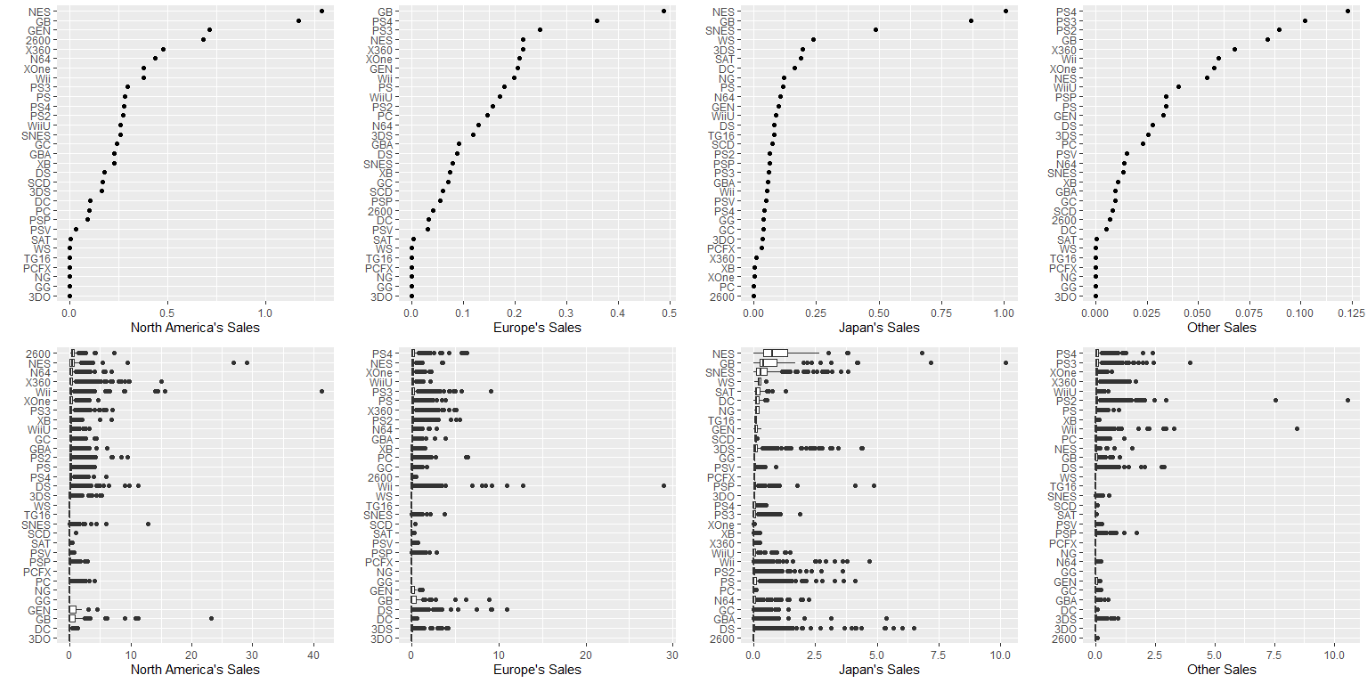 NES
GB
GEN
2600
X360
N64
XOne
Wii
PS3
PS
PS4
PS2
WiiU
SNES
GC
GBA
XB
DS
SCD
3DS
DC
PC
PSP
PSV
SAT
WS
TG16
PCFX
NG
GG
3DO
0.0 0.5 1.0
North America's Sales
GB
PS4
PS3
NES
X360
XOne
GEN
Wii
PS
WiiU
PS2
PC
N64
3DS
GBA
DS
SNES
XB
GC
SCD
PSP
2600
DC
PSV
SAT
WS
TG16
PCFX
NG
GG
3DO
0.0 0.1 0.2 0.3 0.4 0.5
Europe's Sales
NES
GB
SNES
WS
3DS
SAT
DC
NG
PS
N64
GEN
WiiU
DS
TG16
SCD
PS2
PSP
PS3
GBA
Wii
PSV
PS4
GG
GC
3DO
PCFX
X360
XB
XOne
PC
2600
0.00 0.25 0.50 0.75 1.00
Japan's Sales
PS4
PS3
PS2
GB
X360
Wii
XOne
NES
WiiU
PSP
PS
GEN
DS
3DS
PC
PSV
N64
SNES
XB
GBA
GC
SCD
2600
DC
SAT
WS
TG16
PCFX
NG
GG
3DO
0.000 0.025 0.050 0.075 0.100 0.125
Other Sales
2600
NES
N64
X360
Wii
XOne
PS3
XB
WiiU
GC
GBA
PS2
PS
PS4
DS
3DS
WS
TG16
SNES
SCD
SAT
PSV
PSP
PCFX
PC
NG
GG
GEN
GB
DC
3DO
0 10 20 30 40
North America's Sales
PS4
NES
XOne
WiiU
PS3
PS
X360
PS2
N64
GBA
XB
PC
GC
2600
Wii
WS
TG16
SNES
SCD
SAT
PSV
PSP
PCFX
NG
GG
GEN
GB
DS
DC
3DS
3DO
0 10 20 30
Europe's Sales
NES
GB
SNES
WS
SAT
DC
NG
TG16
GEN
SCD
3DS
GG
PSV
PCFX
PSP
3DO
PS4
PS3
XOne
XB
X360
WiiU
Wii
PS2
PS
PC
N64
GC
GBA
DS
2600
0.0 2.5 5.0 7.5 10.0
Japan's Sales
PS4
PS3
XOne
X360
WiiU
PS2
PS
XB
Wii
PC
NES
GB
DS
WS
TG16
SNES
SCD
SAT
PSV
PSP
PCFX
NG
N64
GG
GEN
GC
GBA
DC
3DS
3DO
2600
0.0 2.5 5.0 7.5 10.0
Other Sales